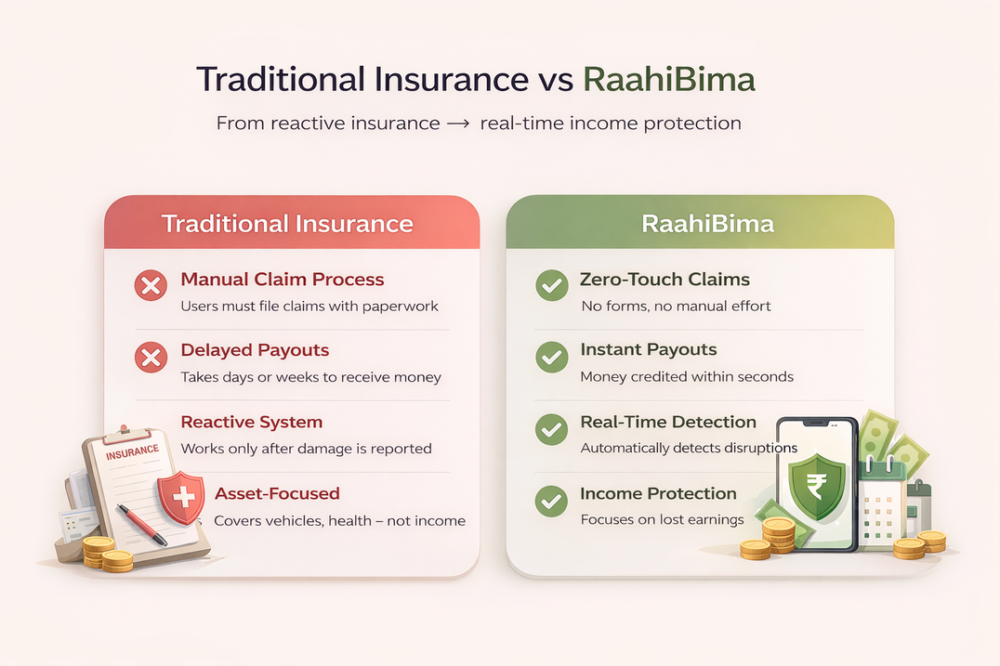 Traditional Insurance vs RaahiBima
From reactive insurance → real-time income protection
Traditional Insurance
Manual Claim Process
Users must file claims with paperwork
Delayed Payouts
Takes days or weeks to receive money
Reactive System
Works only after damage is reported
Asset-Focused
Covers vehicles, health – not income
INSURANCE
RaahiBima
Zero-Touch Claims
No forms, no manual effort
Instant Payouts
Money credited within seconds
Real-Time Detection
Automatically detects disruptions
Income Protection
Focuses on lost earnings
₹